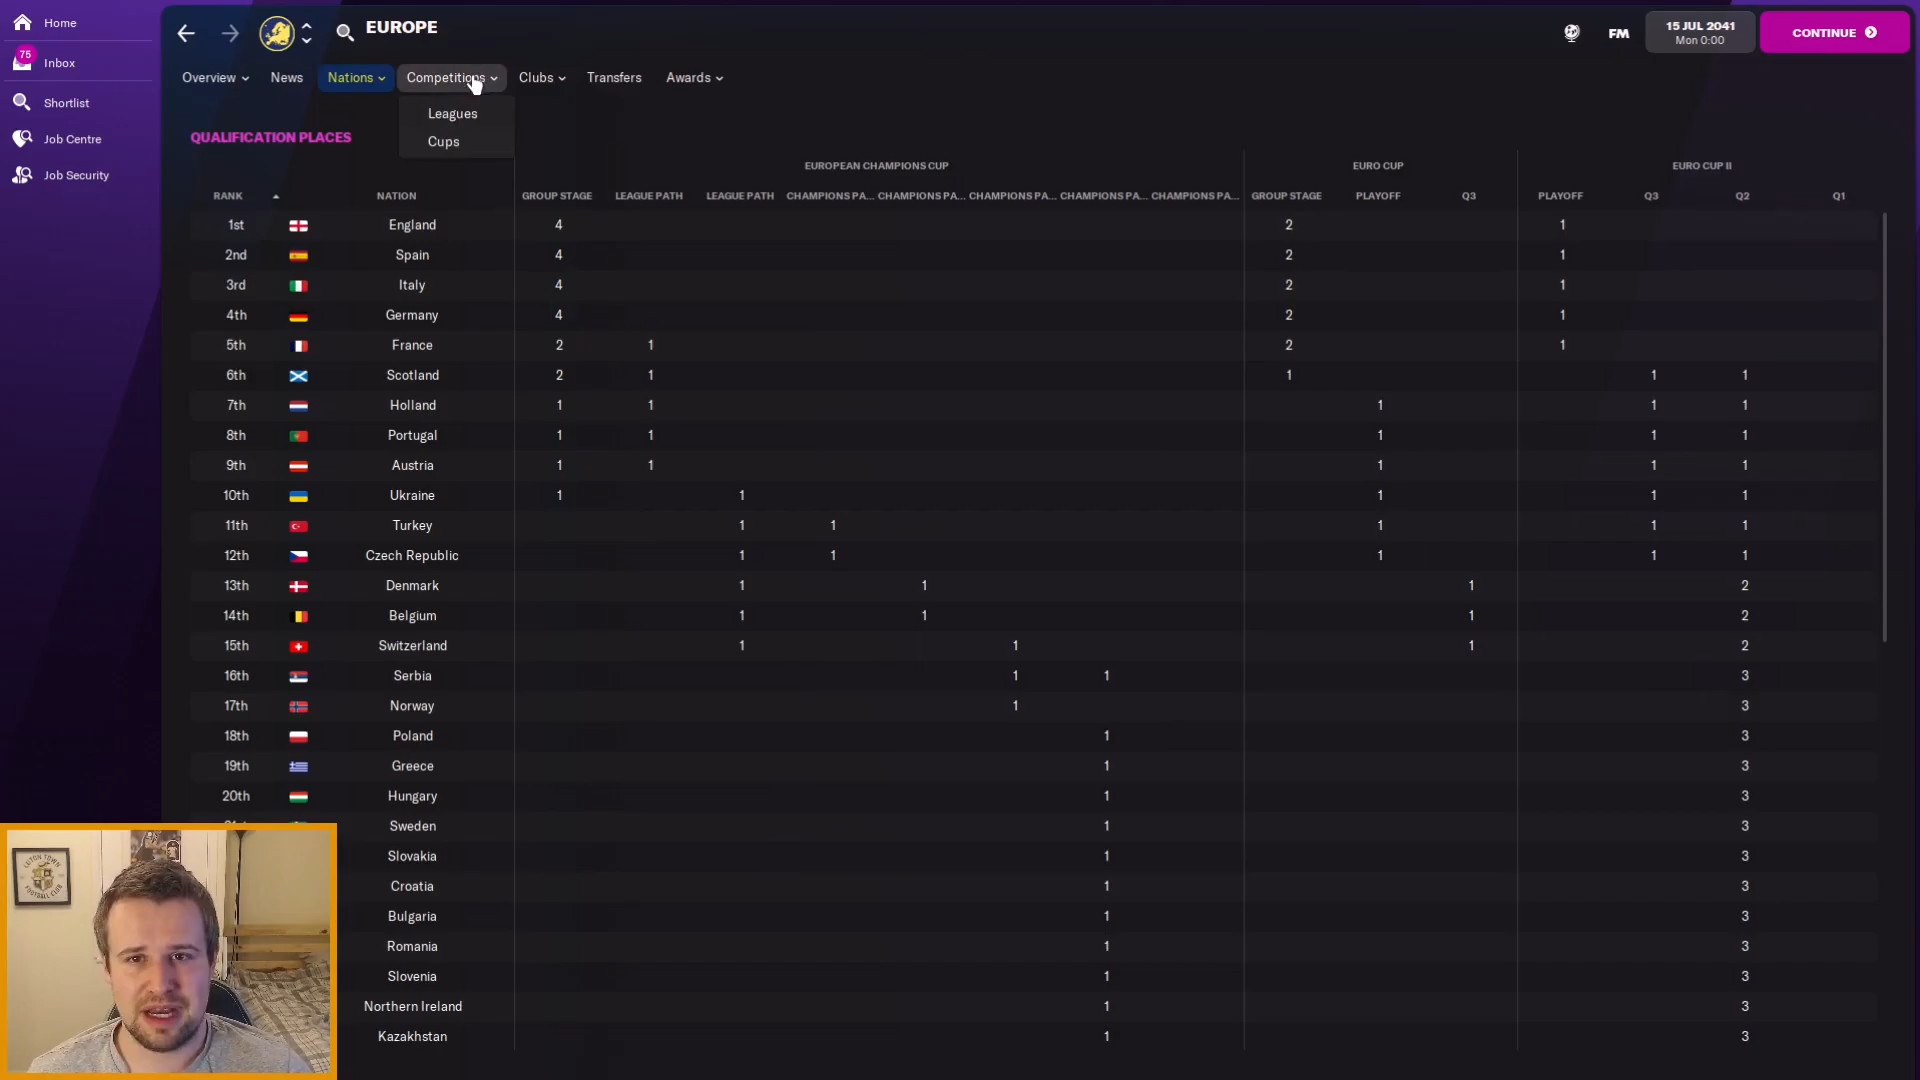 Home
75
Inbox
Shortlist
Job Centre
Job Security
EUROPE
FM
15 JUL 2041
Mon 0:00
CONTINUE
Overview
News
Nations
Competitions
Clubs
Transfers
Awards
Leagues
Cups
QUALIFICATION PLACES
EUROPEAN CHAMPIONS CUP EURO CUP EURO CUP II
RANK NATION GROUP STAGE LEAGUE PATH LEAGUE PATH CHAMPIONS PA... CHAMPIONS PA... CHAMPIONS PA... CHAMPIONS PA... CHAMPIONS PA... GROUP STAGE PLAYOFF Q3 PLAYOFF Q3 Q2 Q1
1st England 4 2 1
2nd Spain 4 2 1
3rd Italy 4 2 1
4th Germany 4 2 1
5th France 2 1 2 1
6th Scotland 2 1 1 1 1
7th Holland 1 1 1 1 1
8th Portugal 1 1 1 1 1
9th Austria 1 1 1 1 1
10th Ukraine 1 1 1 1 1
11th Turkey 1 1 1 1 1
12th Czech Republic 1 1 1 1 1
13th Denmark 1 1 1 2
14th Belgium 1 1 1 2
15th Switzerland 1 1 1 2
16th Serbia 1 1 3
17th Norway 1 3
18th Poland 1 3
19th Greece 1 3
20th Hungary 1 3
Sweden 1 3
Slovakia 1 3
Croatia 1 3
Bulgaria 1 3
Romania 1 3
Slovenia 1 3
Northern Ireland 1 3
Kazakhstan 1 3
LUTON TOWN
FOOTBALL CLUB